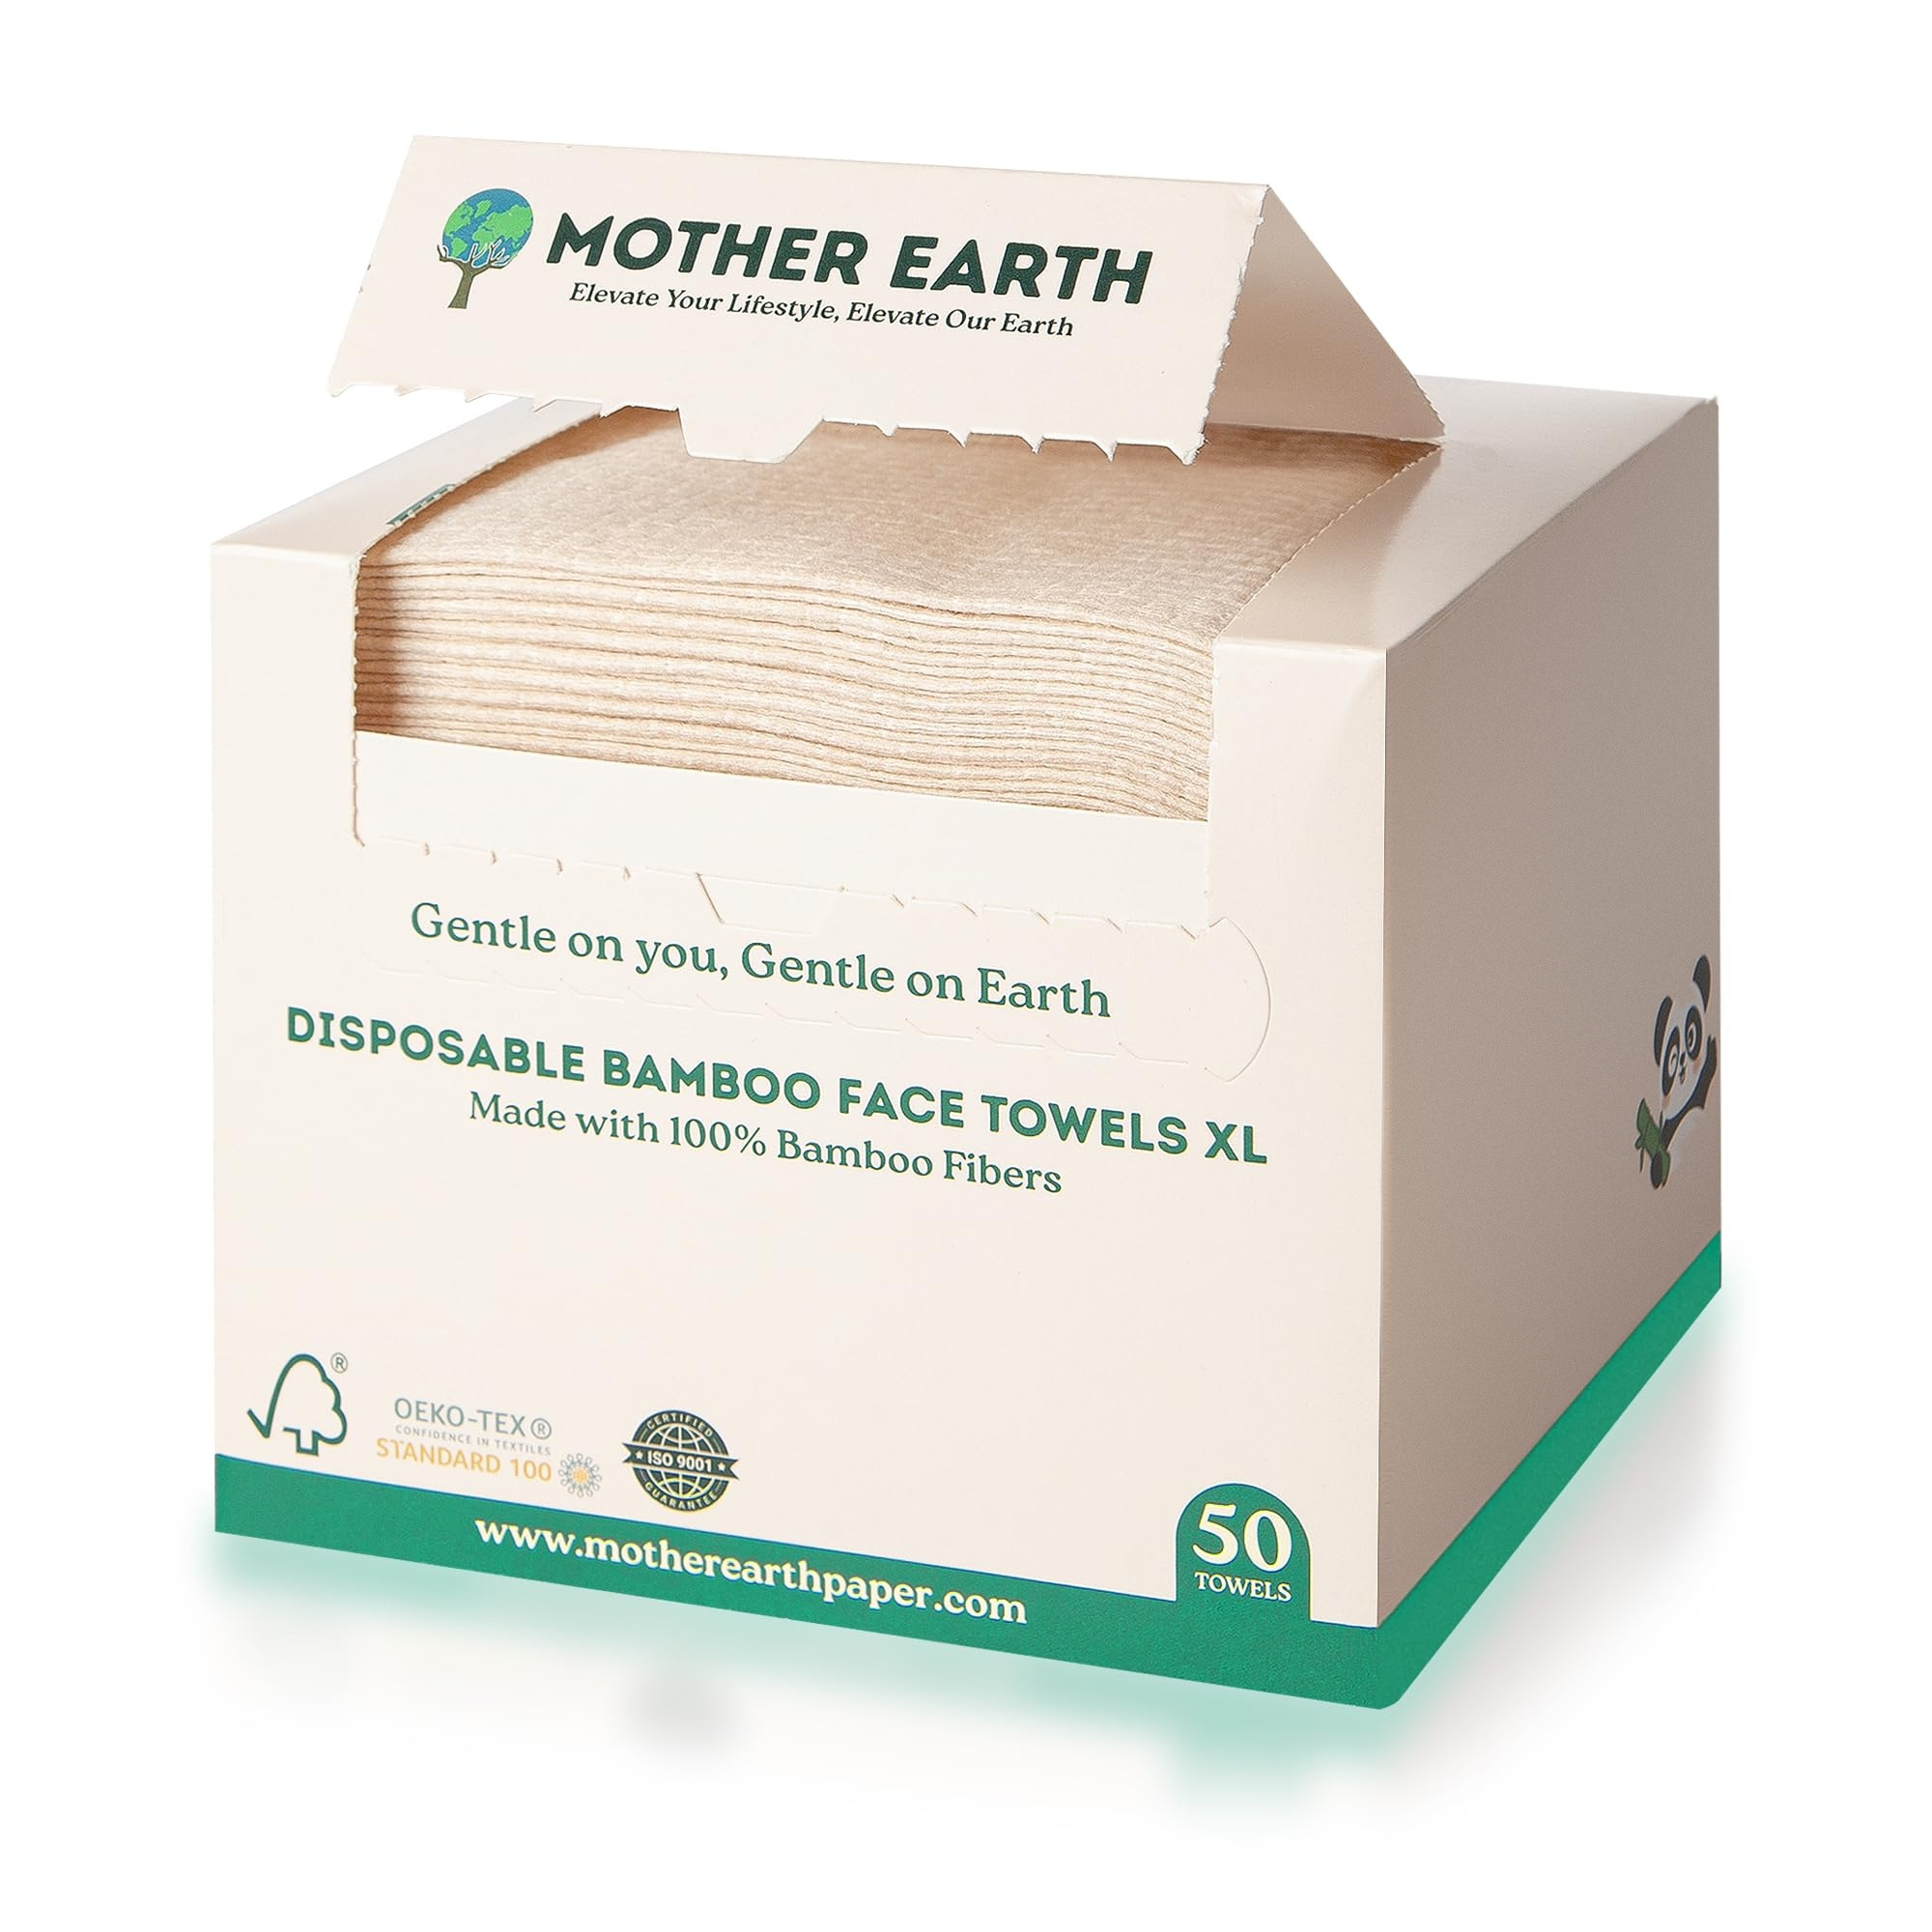 MOTHER EARTH
Elevate Your Lifestyle, Elevate Our Earth
Gentle on you, Gentle on Earth
DISPOSABLE BAMBOO FACE TOWELS XL
Made with 100% Bamboo Fibers
®
OEKO-TEX®
CONFIDENCE IN TEXTILES
STANDARD 100
CERTIFIED
ISO 9001
GUARANTEE
50
TOWELS
www.motherearthpaper.com